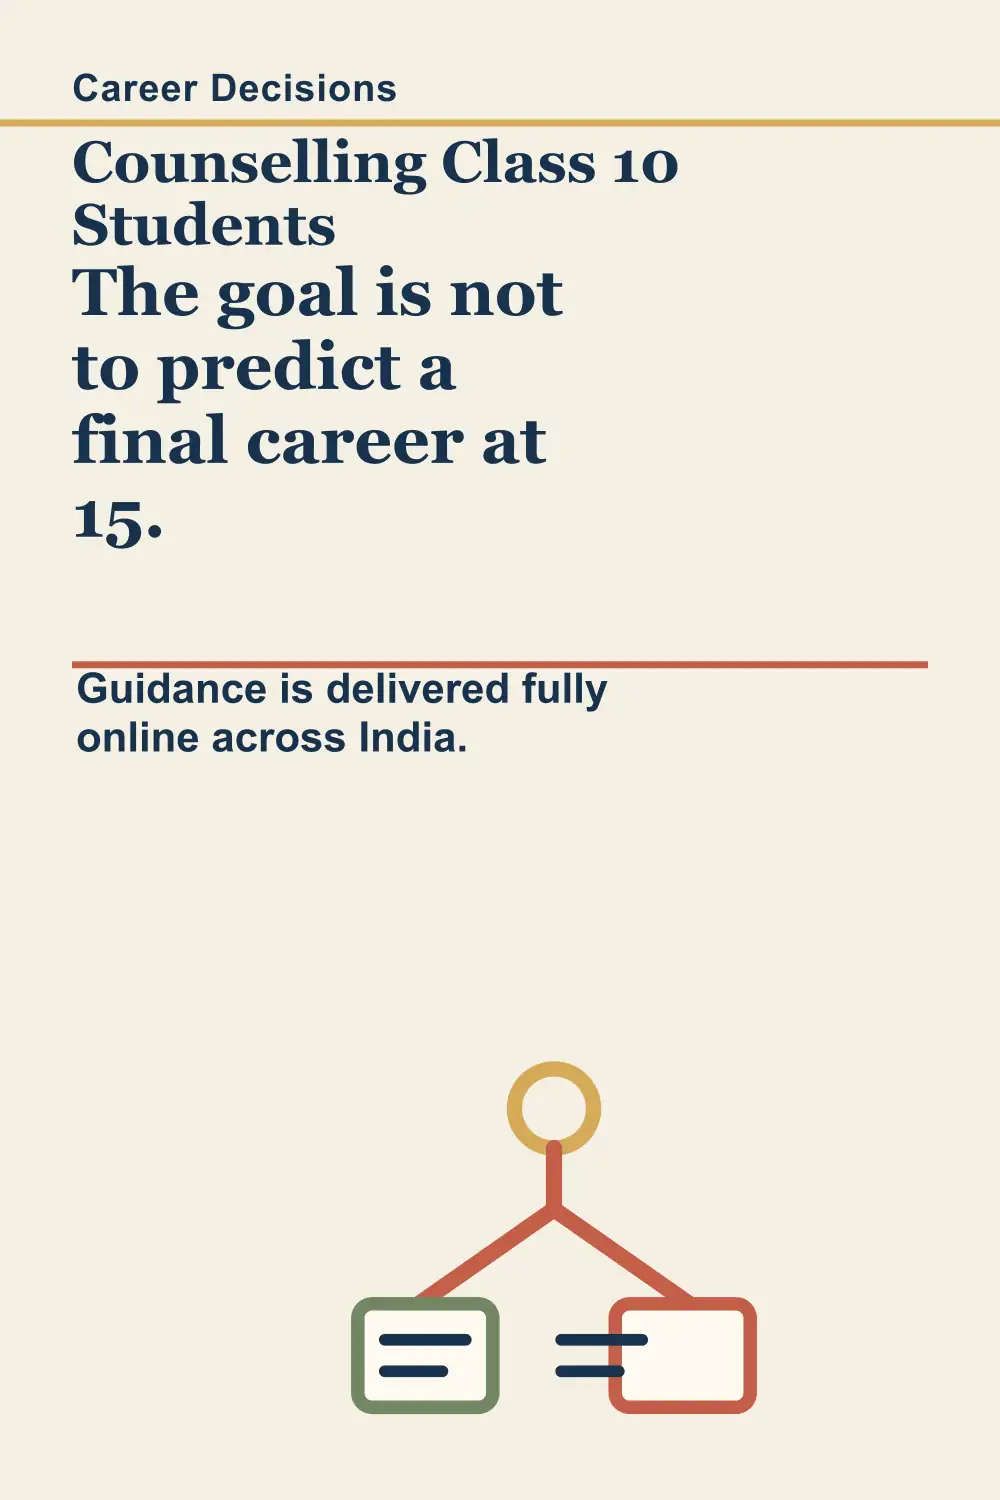 Career Decisions
Counselling Class 10
Students
The goal is not
to predict a
final career at
15.
Guidance is delivered fully
online across India.